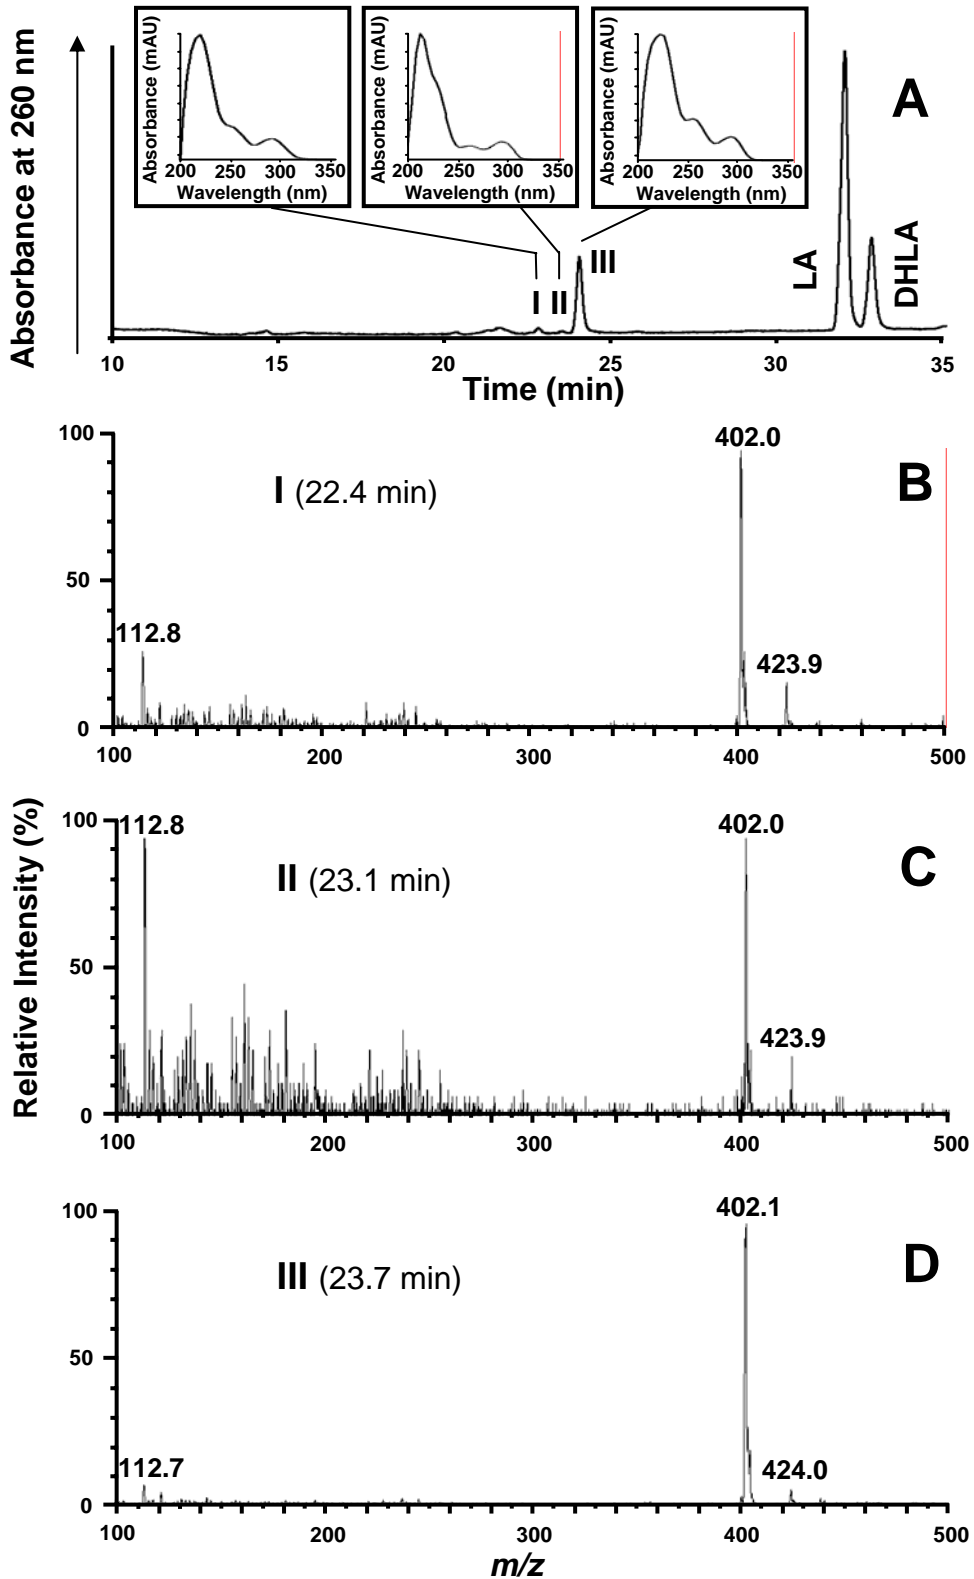 A
Absorbance at 260 nm
Absorbance (mAU)
200 250 300 350
Wavelength (nm)
Absorbance (mAU)
200 250 300 350
Wavelength (nm)
Absorbance (mAU)
200 250 300 350
Wavelength (nm)
I II III
LA
DHLA
10 15 20 25 30 35
Time (min)
Relative Intensity (%)
B
I (22.4 min)
100
50
0
112.8
402.0
423.9
100 200 300 400 500
C
II (23.1 min)
100
50
0
112.8
402.0
423.9
100 200 300 400 500
D
III (23.7 min)
100
50
0
112.7
402.1
424.0
100 200 300 400 500
m/z